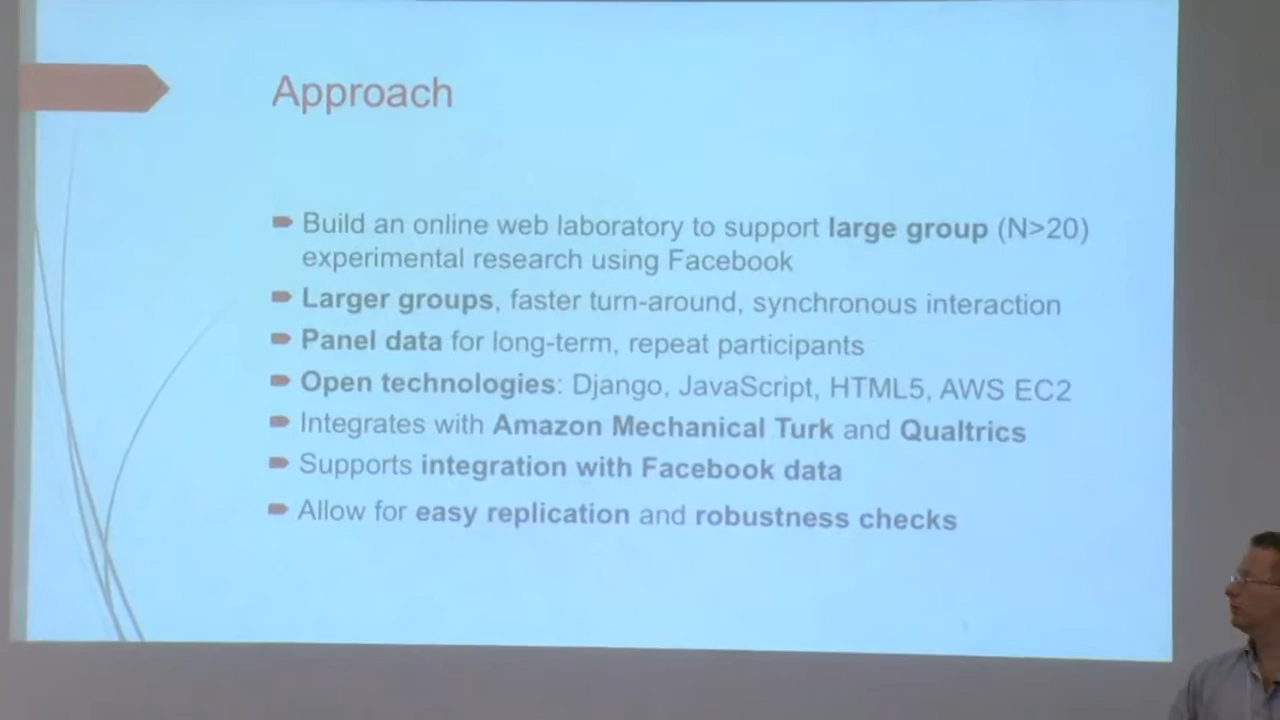 Approach
Build an online web laboratory to support large group (N>20)
experimental research using Facebook
Larger groups, faster turn-around, synchronous interaction
Panel data for long-term, repeat participants
Open technologies: Django, JavaScript, HTML5, AWS EC2
Integrates with Amazon Mechanical Turk and Qualtrics
Supports integration with Facebook data
Allow for easy replication and robustness checks